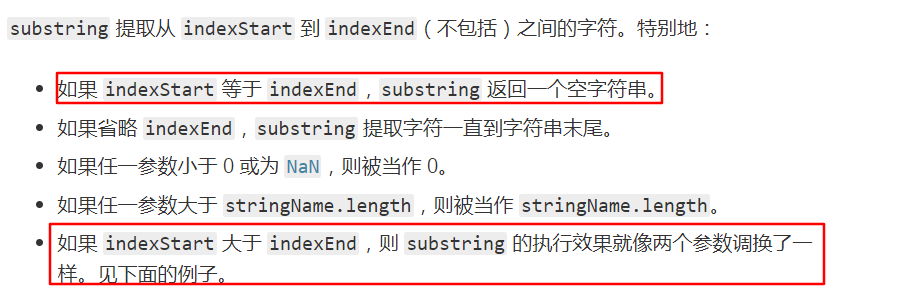 substring 提取从 indexStart 到 indexEnd（不包括）之间的字符。特别地：
如果 indexStart 等于 indexEnd，substring 返回一个空字符串。
如果省略 indexEnd，substring 提取字符一直到字符串末尾。
如果任一参数小于 0 或为 NaN，则被当作 0。
如果任一参数大于 stringName.length，则被当作 stringName.length。
如果 indexStart 大于 indexEnd，则 substring 的执行效果就像两个参数调换了一
样。见下面的例子。